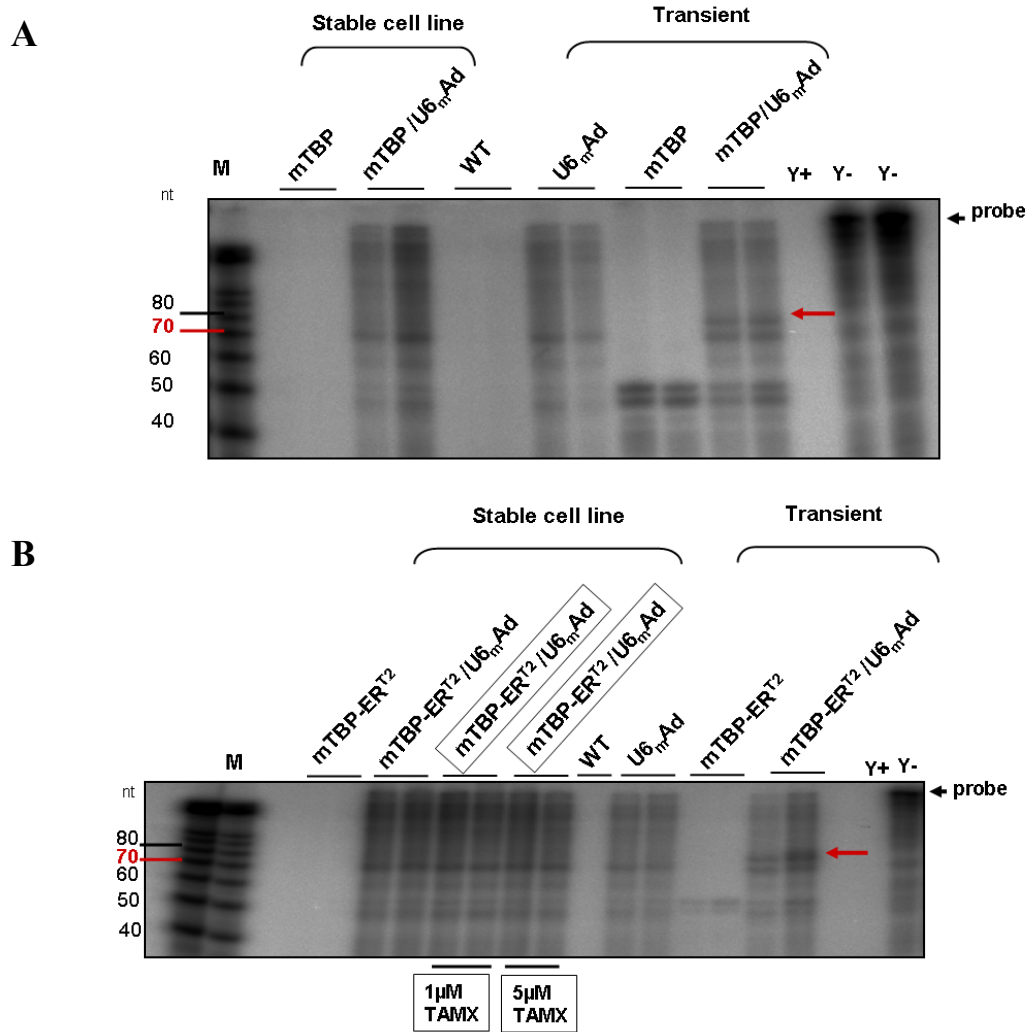 A
Stable cell line
Transient
mTBP
mTBP/U6mAd
WT
U6mAd
mTBP
mTBP/U6mAd
M
Y+ Y- Y-
nt
probe
80
70
60
50
40
B
Stable cell line
Transient
mTBP-ERT2
mTBP-ERT2/U6mAd
mTBP-ERT2/U6mAd
mTBP-ERT2/U6mAd
WT
U6mAd
mTBP-ERT2
mTBP-ERT2/U6mAd
M
Y+ Y-
nt
probe
80
70
60
50
40
1µM
TAMX
5µM
TAMX